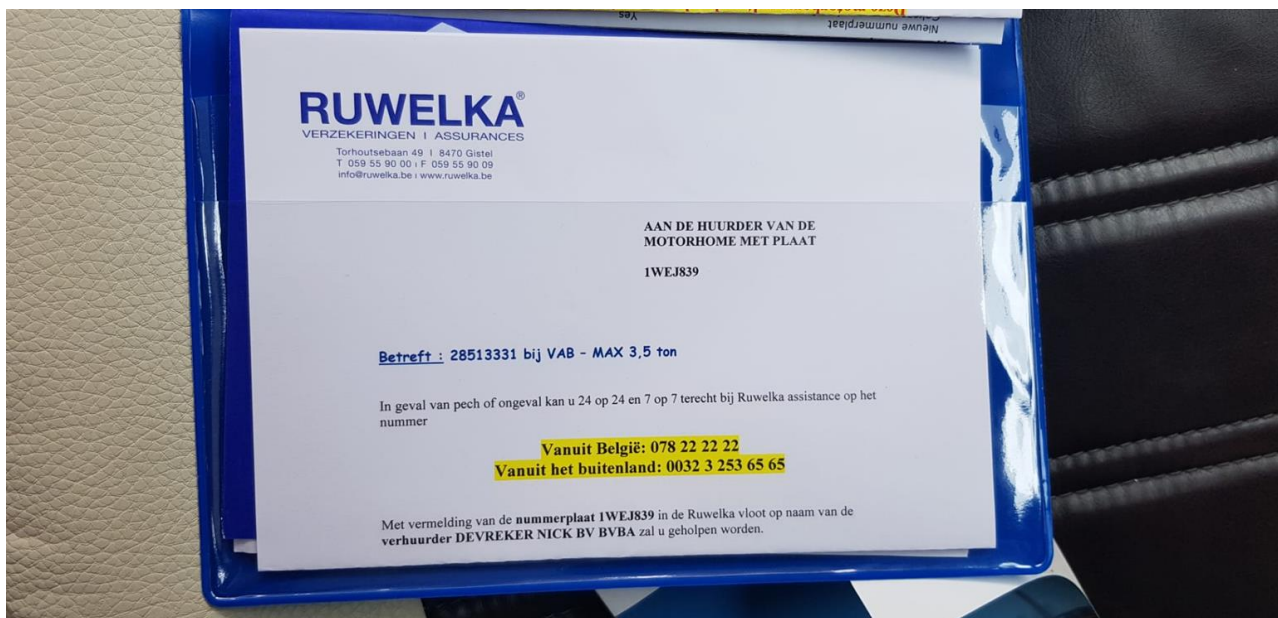 Nieuwe nummerplaat
Yes
RUWELKA®
VERZEKERINGEN I ASSURANCES
Torhoutsebaan 49 I 8470 Gistel
T 059 55 90 00 I F 059 55 90 09
info@ruwelka.be I www.ruwelka.be
AAN DE HUURDER VAN DE
MOTORHOME MET PLAAT
1WEJ839
Betreft : 28513331 bij VAB - MAX 3,5 ton
In geval van pech of ongeval kan u 24 op 24 en 7 op 7 terecht bij Ruwelka assistance op het
nummer
Vanuit België: 078 22 22 22
Vanuit het buitenland: 0032 3 253 65 65
Met vermelding van de nummerplaat 1WEJ839 in de Ruwelka vloot op naam van de
verhuurder DEVREKER NICK BV BVBA zal u geholpen worden.